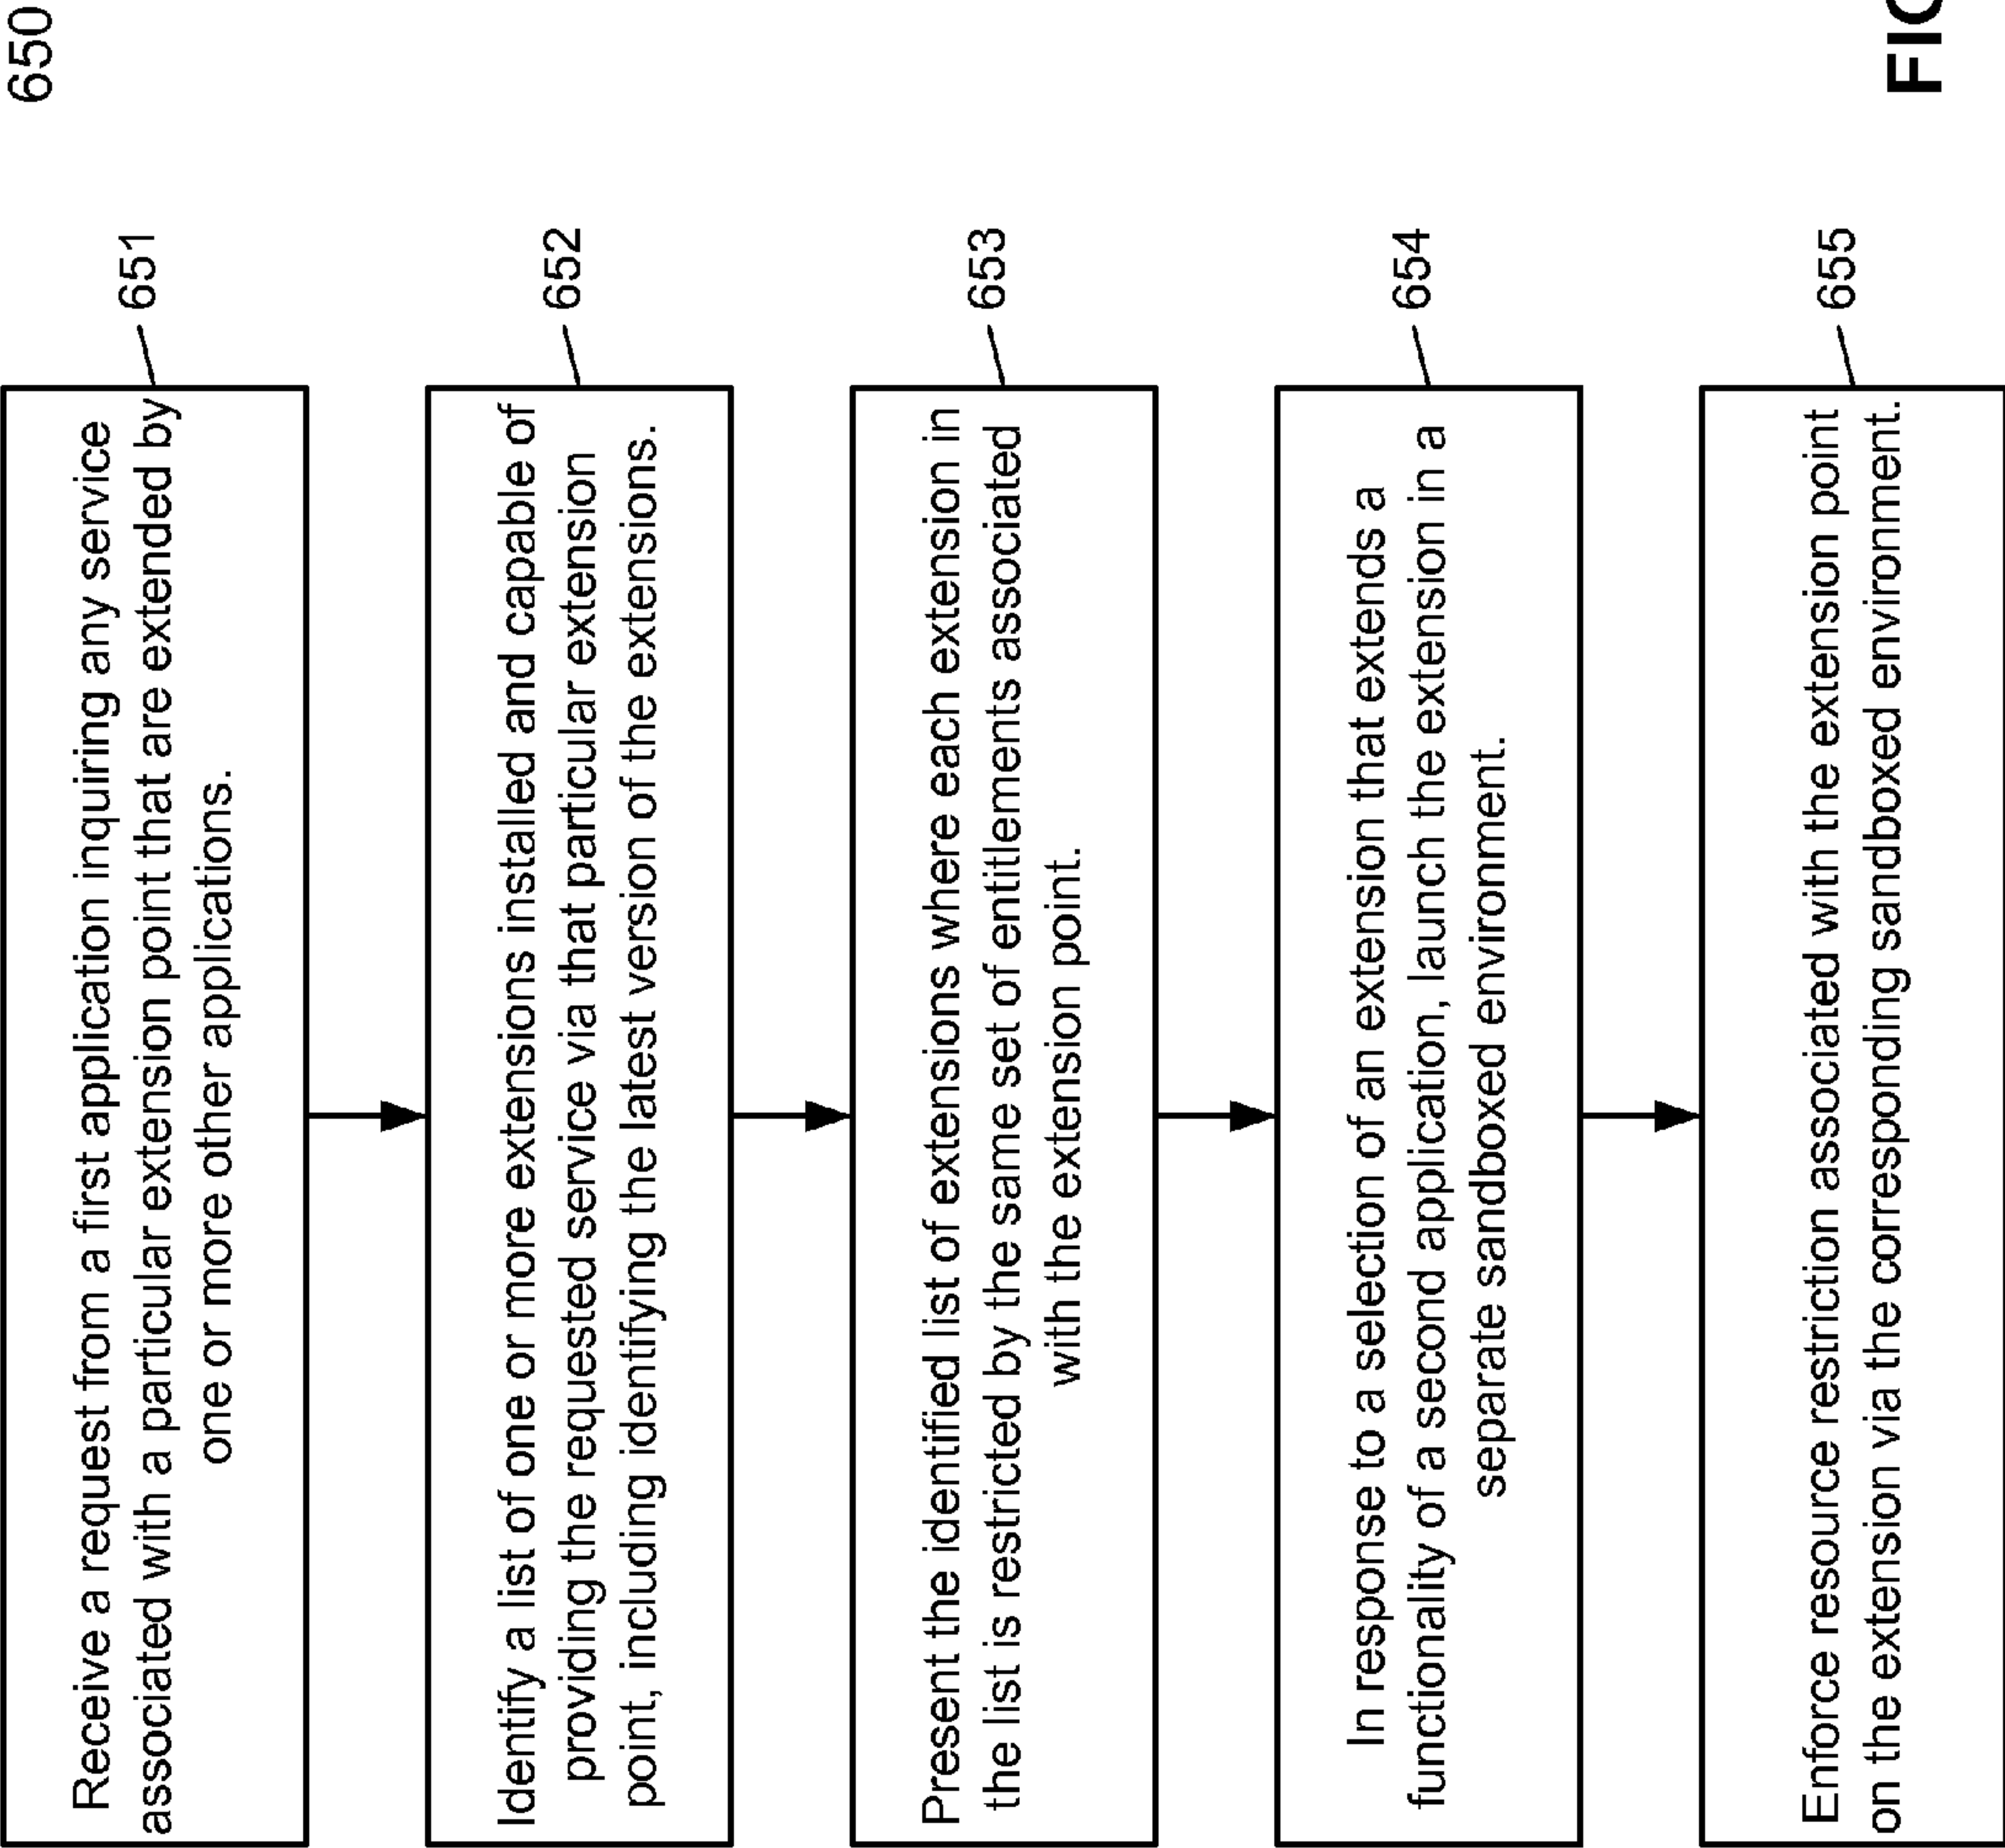 650
Receive a request from a first application inquiring any service
associated with a particular extension point that are extended by
one or more other applications.
651
Identify a list of one or more extensions installed and capable of
providing the requested service via that particular extension
point, including identifying the latest version of the extensions.
652
Present the identified list of extensions where each extension in
the list is restricted by the same set of entitlements associated
with the extension point.
653
In response to a selection of an extension that extends a
functionality of a second application, launch the extension in a
separate sandboxed environment.
654
Enforce resource restriction associated with the extension point
on the extension via the corresponding sandboxed environment.
655